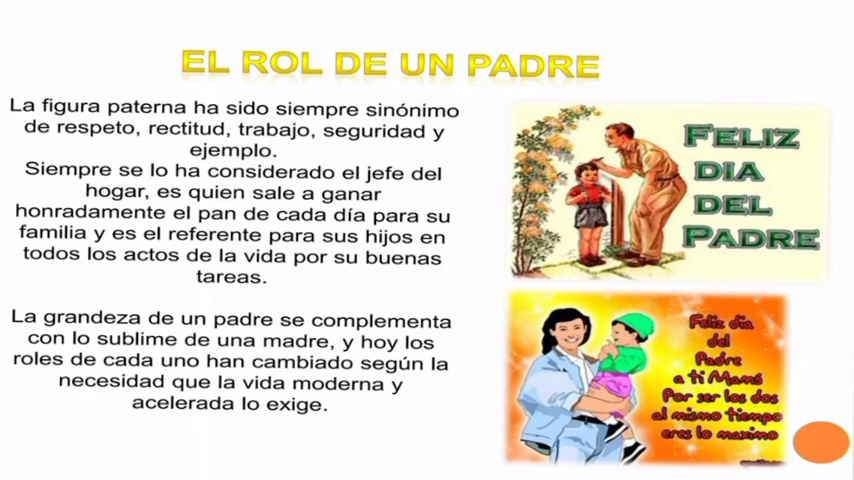 EL ROL DE UN PADRE
La figura paterna ha sido siempre sinónimo
de respeto, rectitud, trabajo, seguridad y
ejemplo.
Siempre se lo ha considerado el jefe del
hogar, es quien sale a ganar
honradamente el pan de cada día para su
familia y es el referente para sus hijos en
todos los actos de la vida por su buenas
tareas.
La grandeza de un padre se complementa
con lo sublime de una madre, y hoy los
roles de cada uno han cambiado según la
necesidad que la vida moderna y
acelerada lo exige.
FELIZ
DIA
DEL
PADRE
Feliz dia
del
Padre
a ti Mamá
Por ser los dos
al mismo tiempo
eres lo maximo